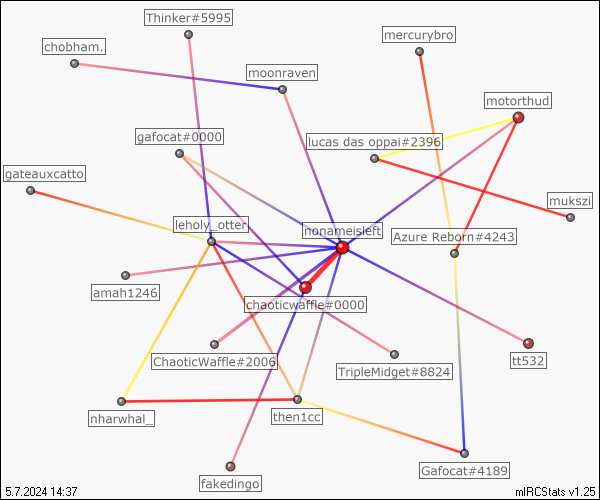 Thinker#5995
mercurybro
chobham.
moonraven
motorthud
gafocat#0000
lucas das oppai#2396
gateauxcatto
mukszi
leholy_otter
nonameisleft
Azure Reborn#4243
amah1246
chaoticwaffle#0000
ChaoticWaffle#2006
tt532
TripleMidget#8824
nharwhal_
then1cc
Gafocat#4189
fakedingo
5.7.2024 14:37
mIRCStats v1.25